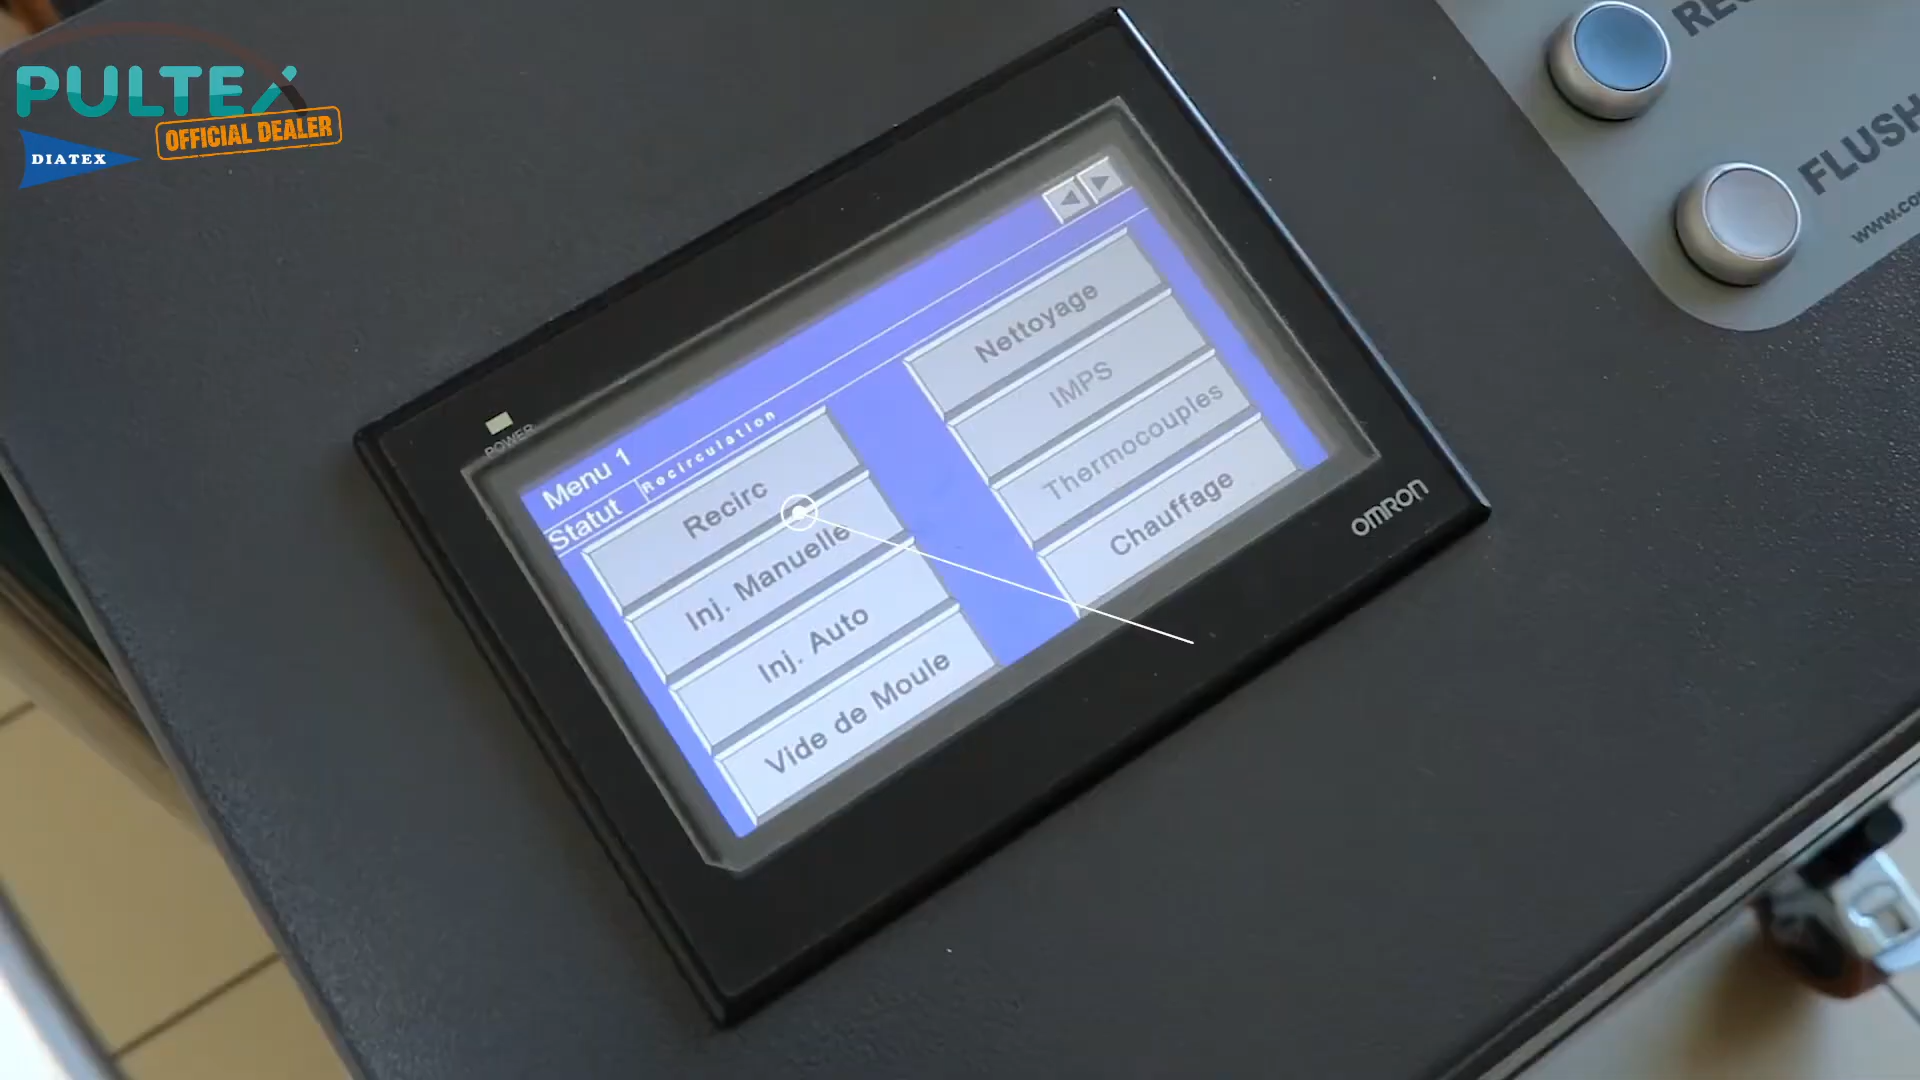 PULTEX
OFFICIAL DEALER
DIATEX
POWER
Menu 1
Statut
Recirculation
Recirc
Inj. Manuelle
Inj. Auto
Vide de Moule
Nettoyage
IMPS
Thermocouples
Chauffage
OMRON
FLUSH